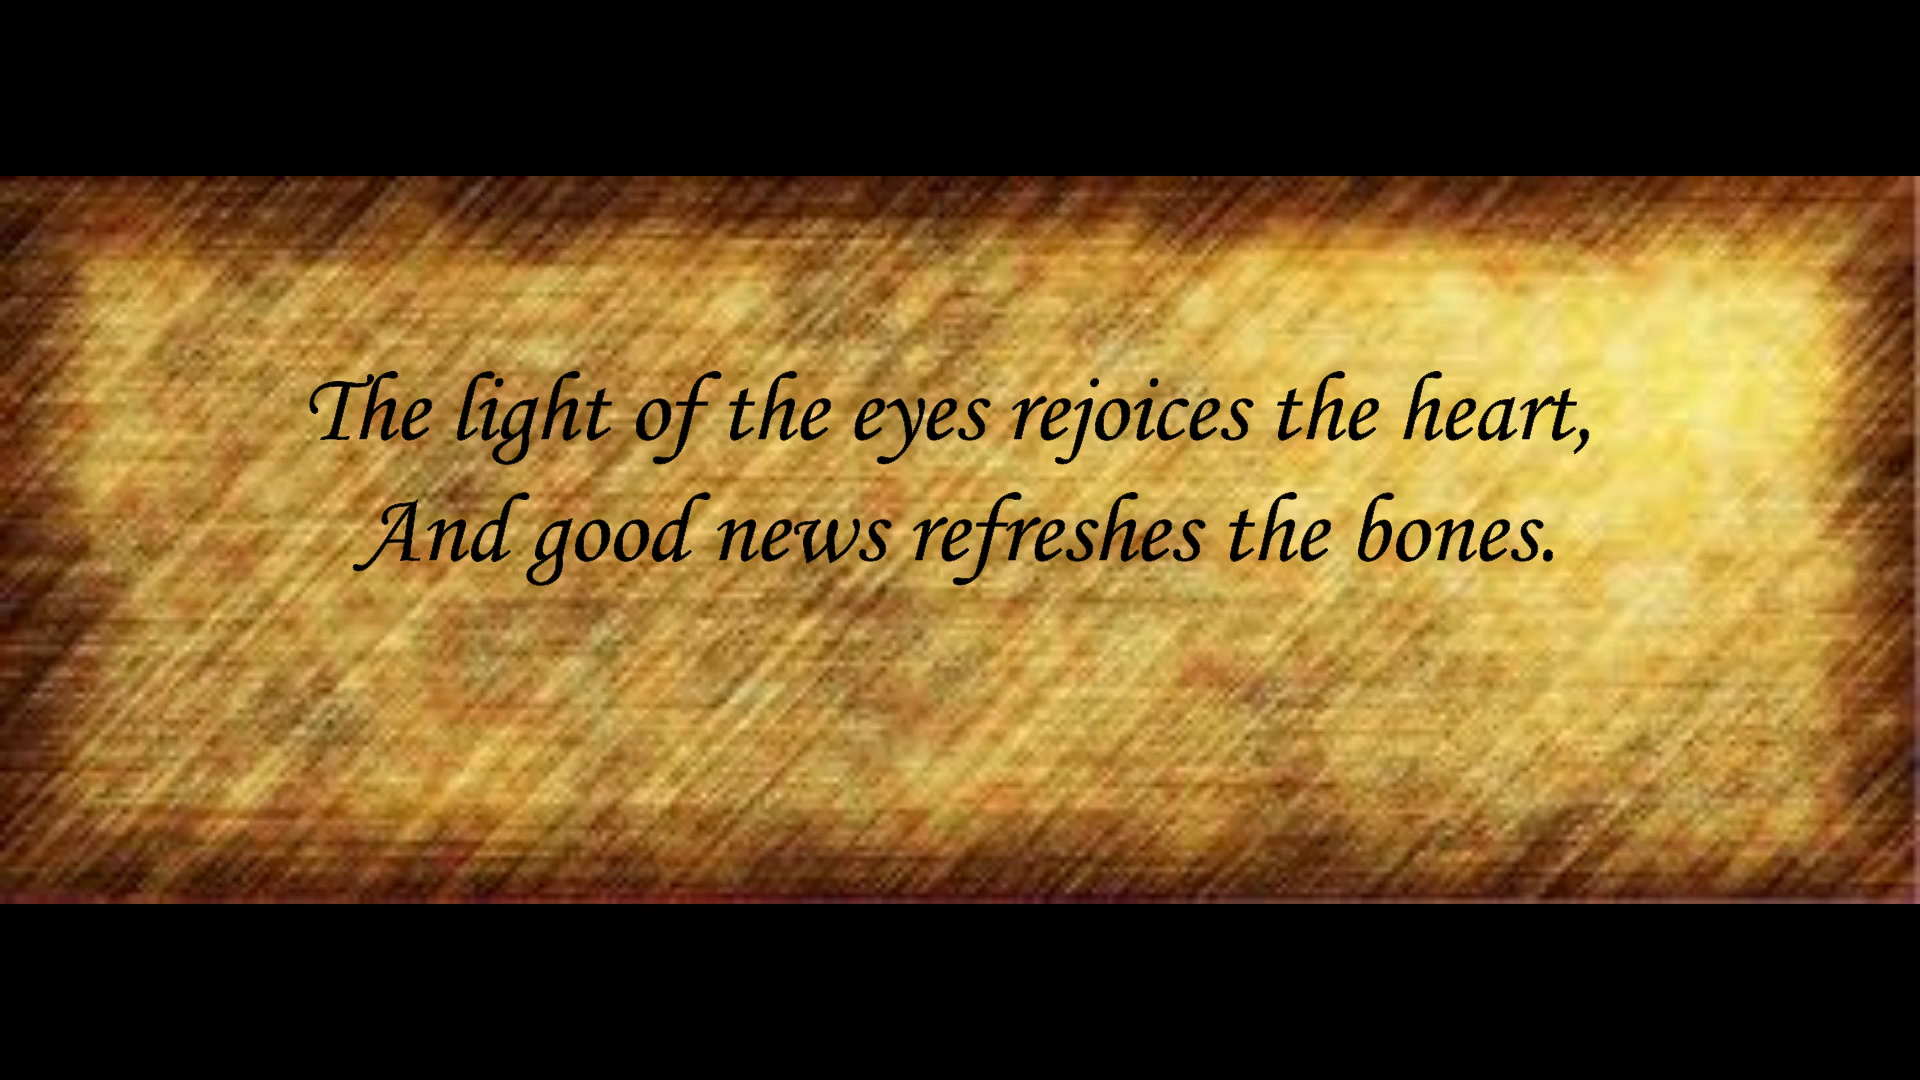 The light of the eyes rejoices the heart,
And good news refreshes the bones.